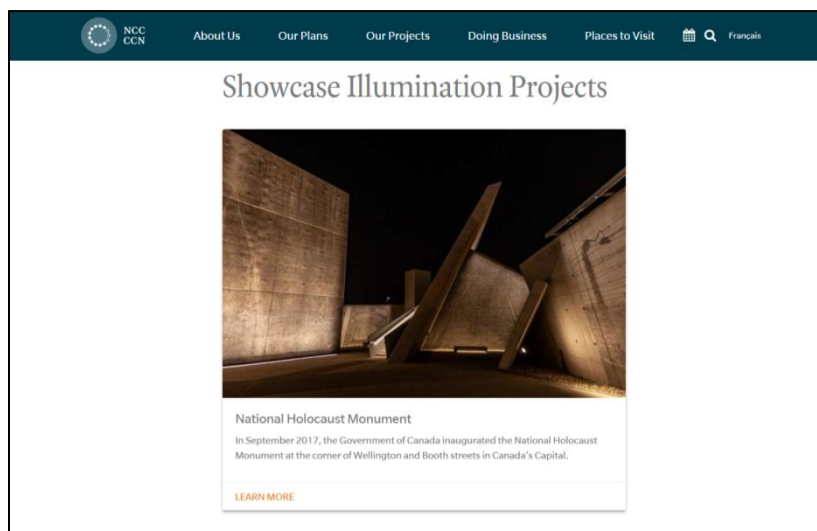 NCC
CCN
About Us Our Plans Our Projects Doing Business Places to Visit Français
Showcase Illumination Projects
National Holocaust Monument
In September 2017, the Government of Canada inaugurated the National Holocaust
Monument at the corner of Wellington and Booth streets in Canada's Capital.
LEARN MORE